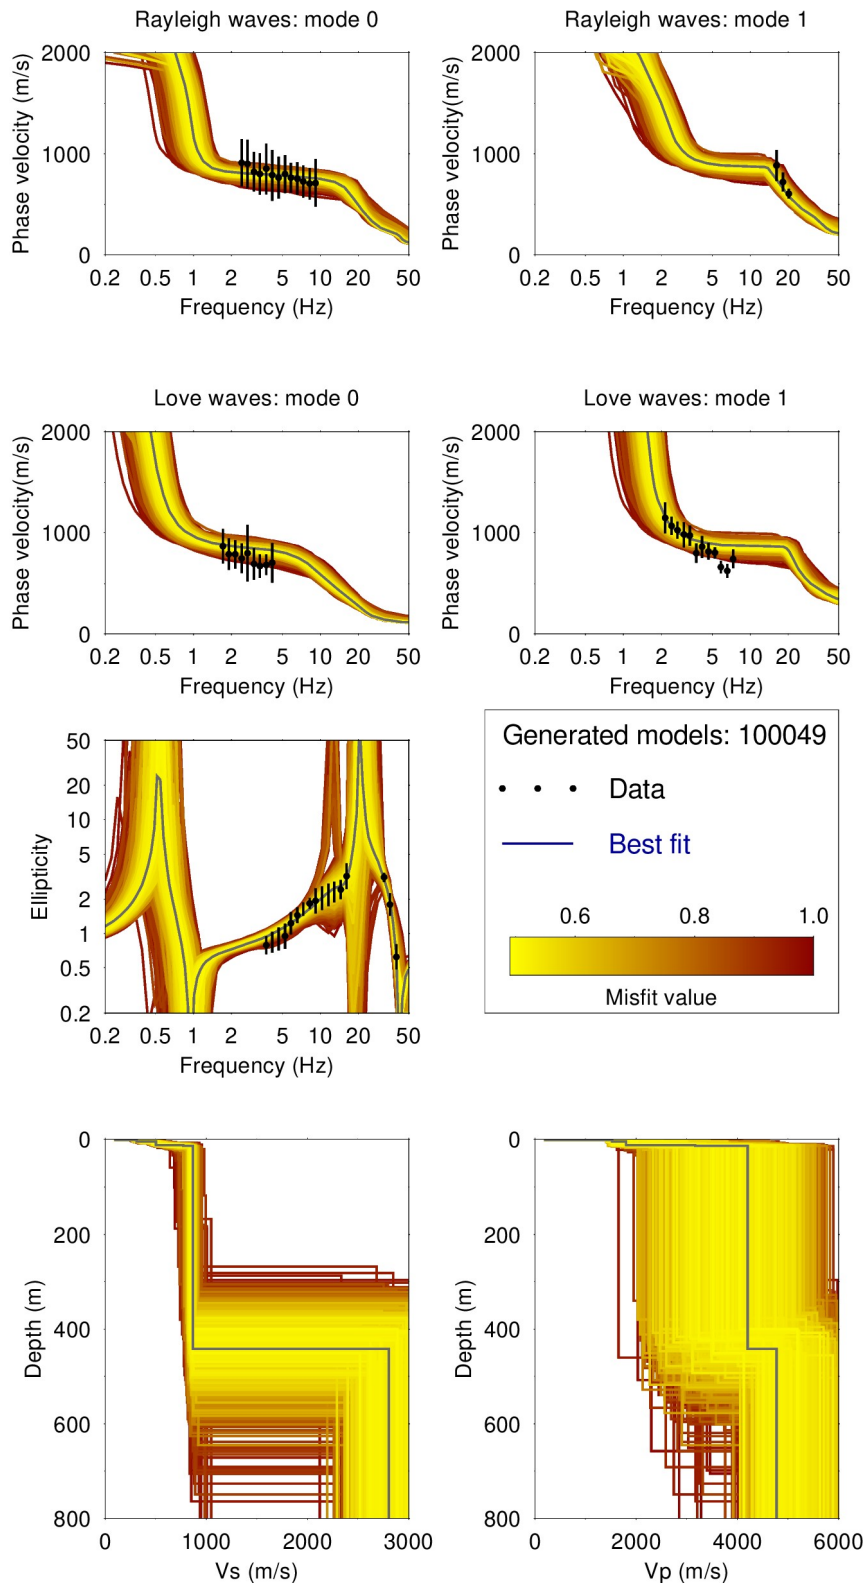 Rayleigh waves: mode 0
Rayleigh waves: mode 1
Phase velocity (m/s)
2000
1000
0
0.2 0.5 1 2 5 10 20 50
Frequency (Hz)
Phase velocity(m/s)
2000
1000
0
0.2 0.5 1 2 5 10 20 50
Frequency (Hz)
Love waves: mode 0
Love waves: mode 1
Phase velocity(m/s)
2000
1000
0
0.2 0.5 1 2 5 10 20 50
Frequency (Hz)
Phase velocity(m/s)
2000
1000
0
0.2 0.5 1 2 5 10 20 50
Frequency (Hz)
Ellipticity
50
20
10
5
2
1
0.5
0.2
0.2 0.5 1 2 5 10 20 50
Frequency (Hz)
Generated models: 100049
Data
Best fit
0.6 0.8 1.0
Misfit value
Depth (m)
0
200
400
600
800
0 1000 2000 3000
Vs (m/s)
Depth (m)
0
200
400
600
800
0 2000 4000 6000
Vp (m/s)